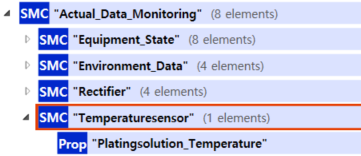 SMC "Actual_Data_Monitoring" (8 elements)
SMC "Equipment_State" (8 elements)
SMC "Environment_Data" (4 elements)
SMC "Rectifier" (4 elements)
SMC "Temperaturesensor" (1 elements)
Prop "Platingsolution_Temperature"